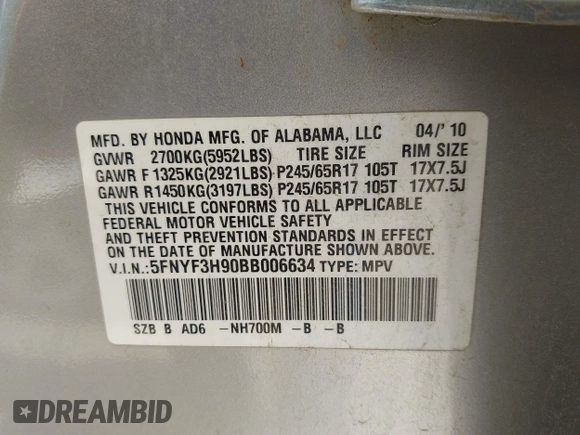 MFD. BY HONDA MFG. OF ALABAMA, LLC 04/'10
GVWR 2700KG(5952LBS) TIRE SIZE RIM SIZE
GAWR F 1325KG(2921LBS) P245/65R17 105T 17X7.5J
GAWR R1450KG(3197LBS) P245/65R17 105T 17X7.5J
THIS VEHICLE CONFORMS TO ALL APPLICABLE
FEDERAL MOTOR VEHICLE SAFETY
AND THEFT PREVENTION STANDARDS IN EFFECT
ON THE DATE OF MANUFACTURE SHOWN ABOVE.
V.I.N.:5FNYF3H90BB006634 TYPE: MPV
SZB B AD6 -NH700M -B -B
DREAMBID